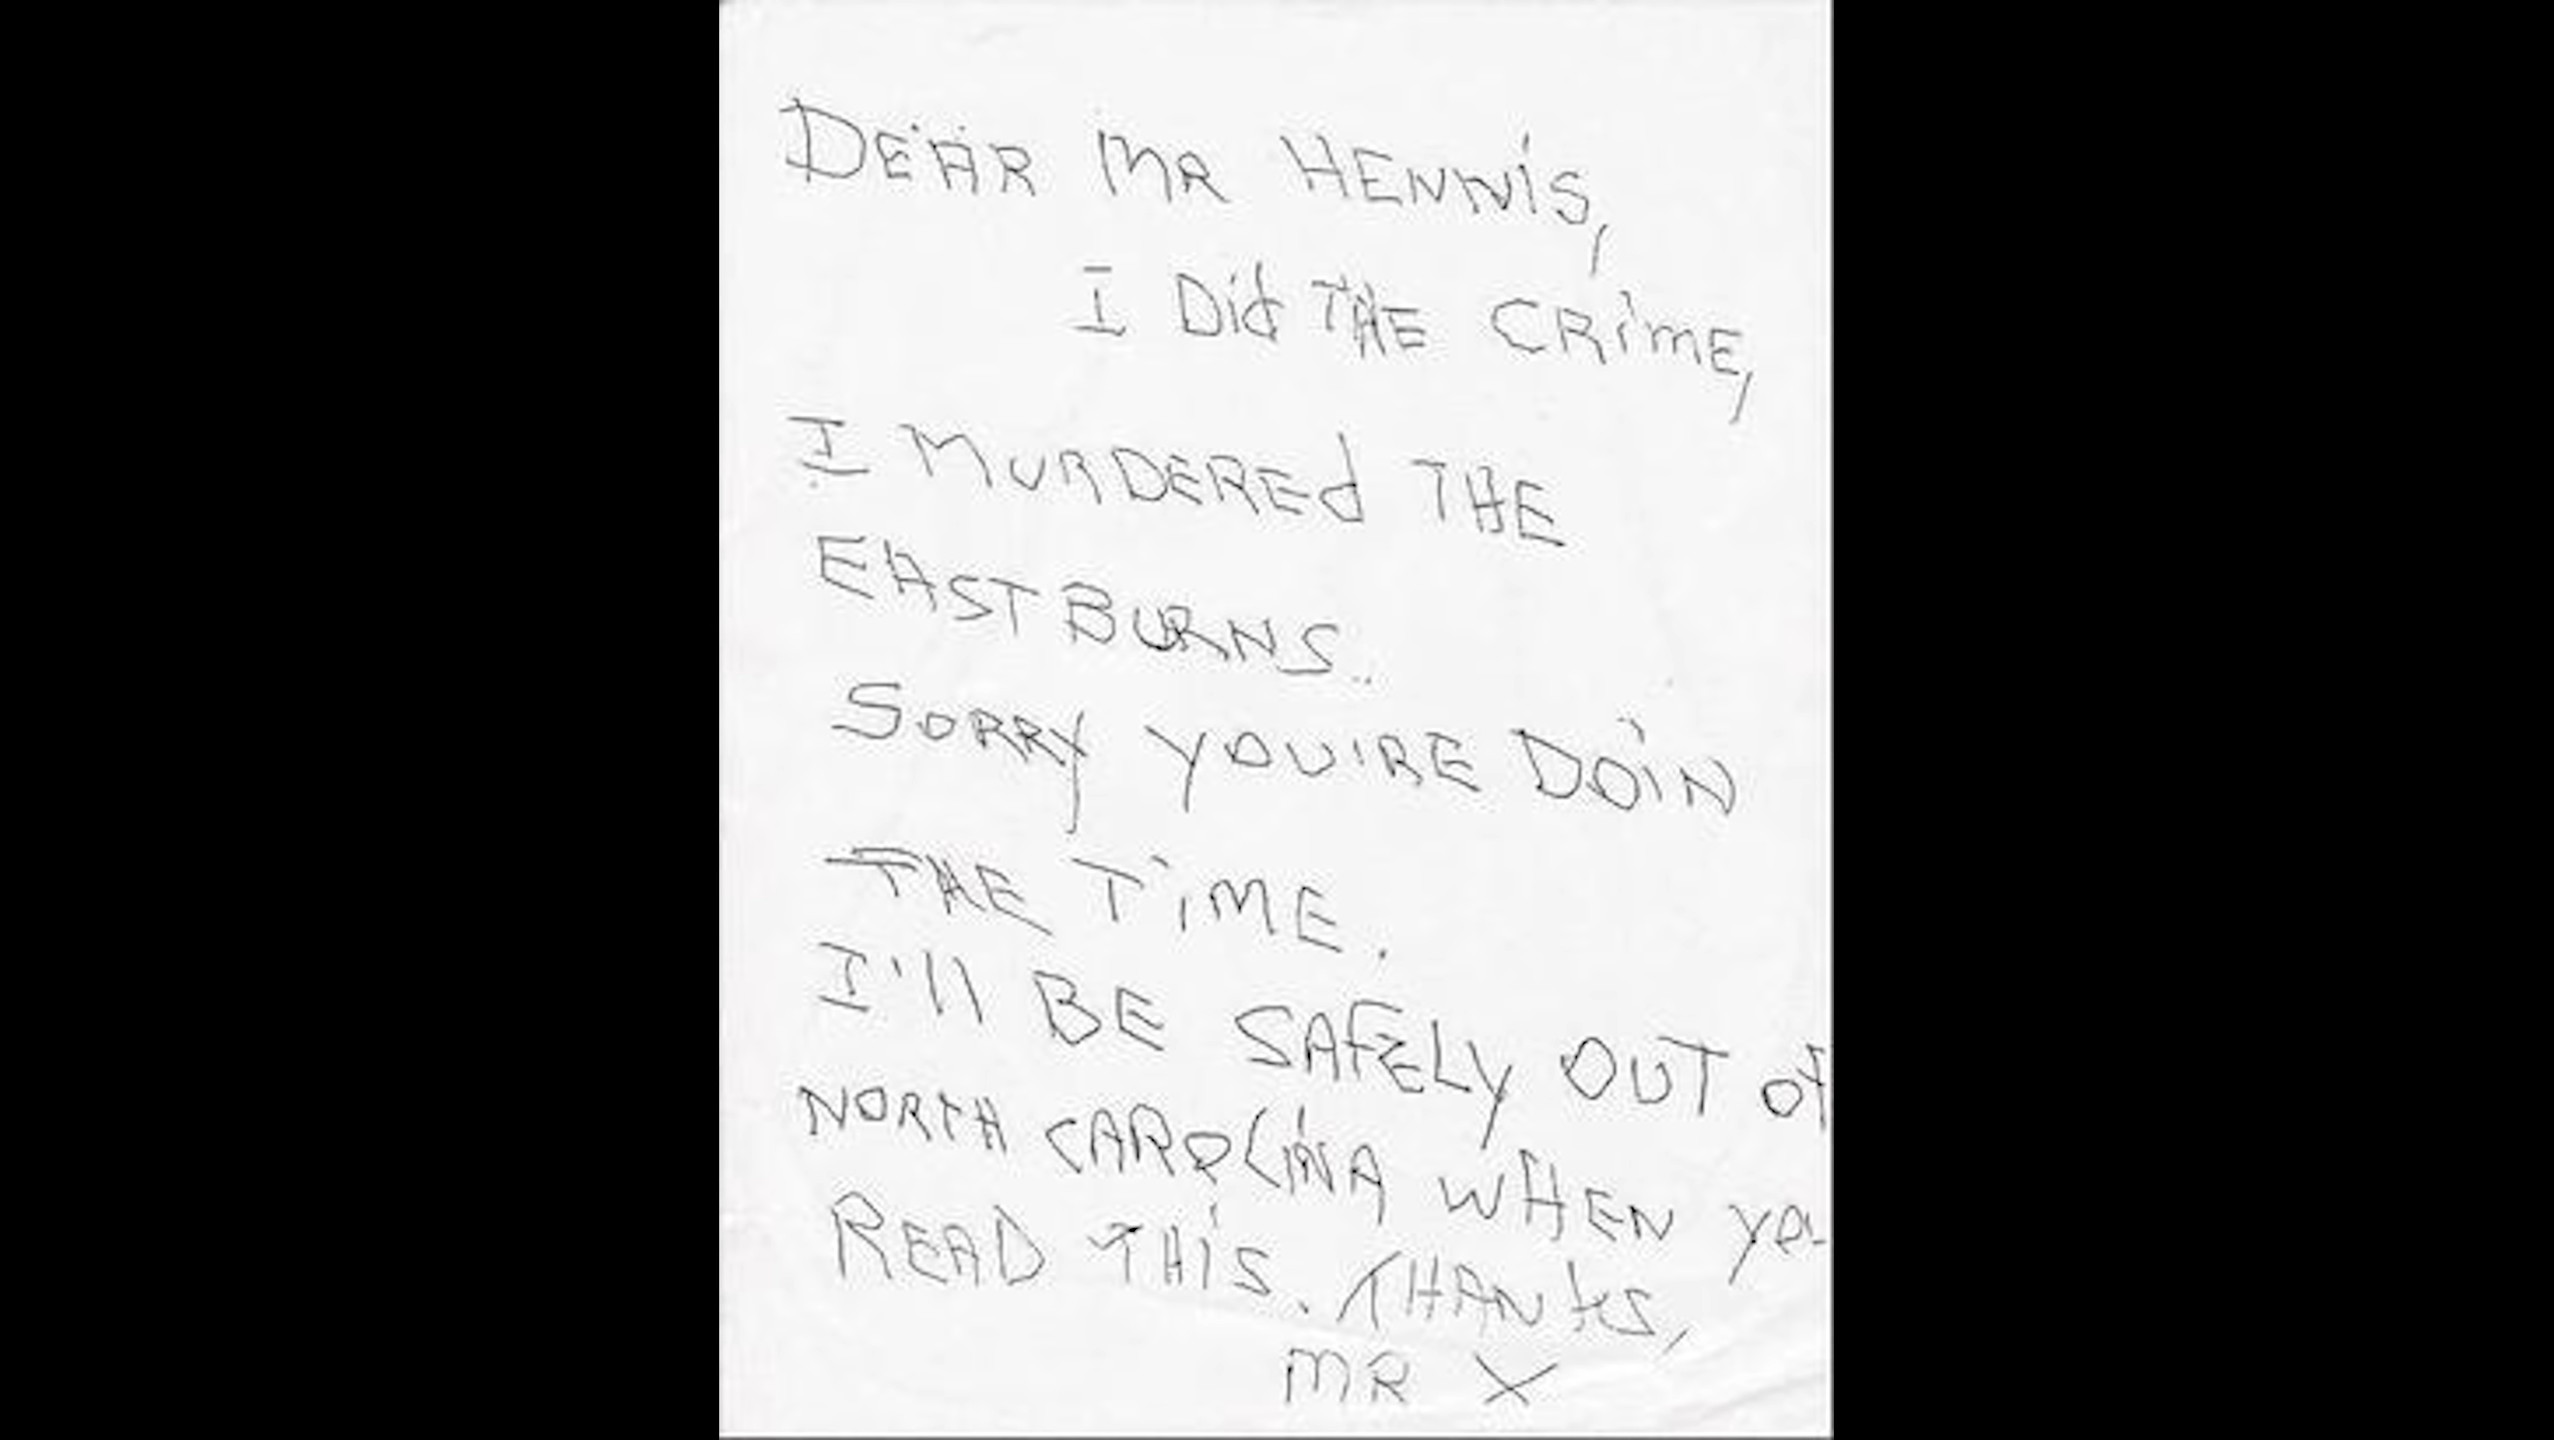 DEAR MR HENNIS,
I Did THE CRiME,
I MURDEREd THE
EASTBURNS..
SORRY YOU'RE DOiN
THE TiME.
I'll BE SAFELY OUT Of
NORTH CAROLiNA WHEN
READ THiS. THANKS,
MR X